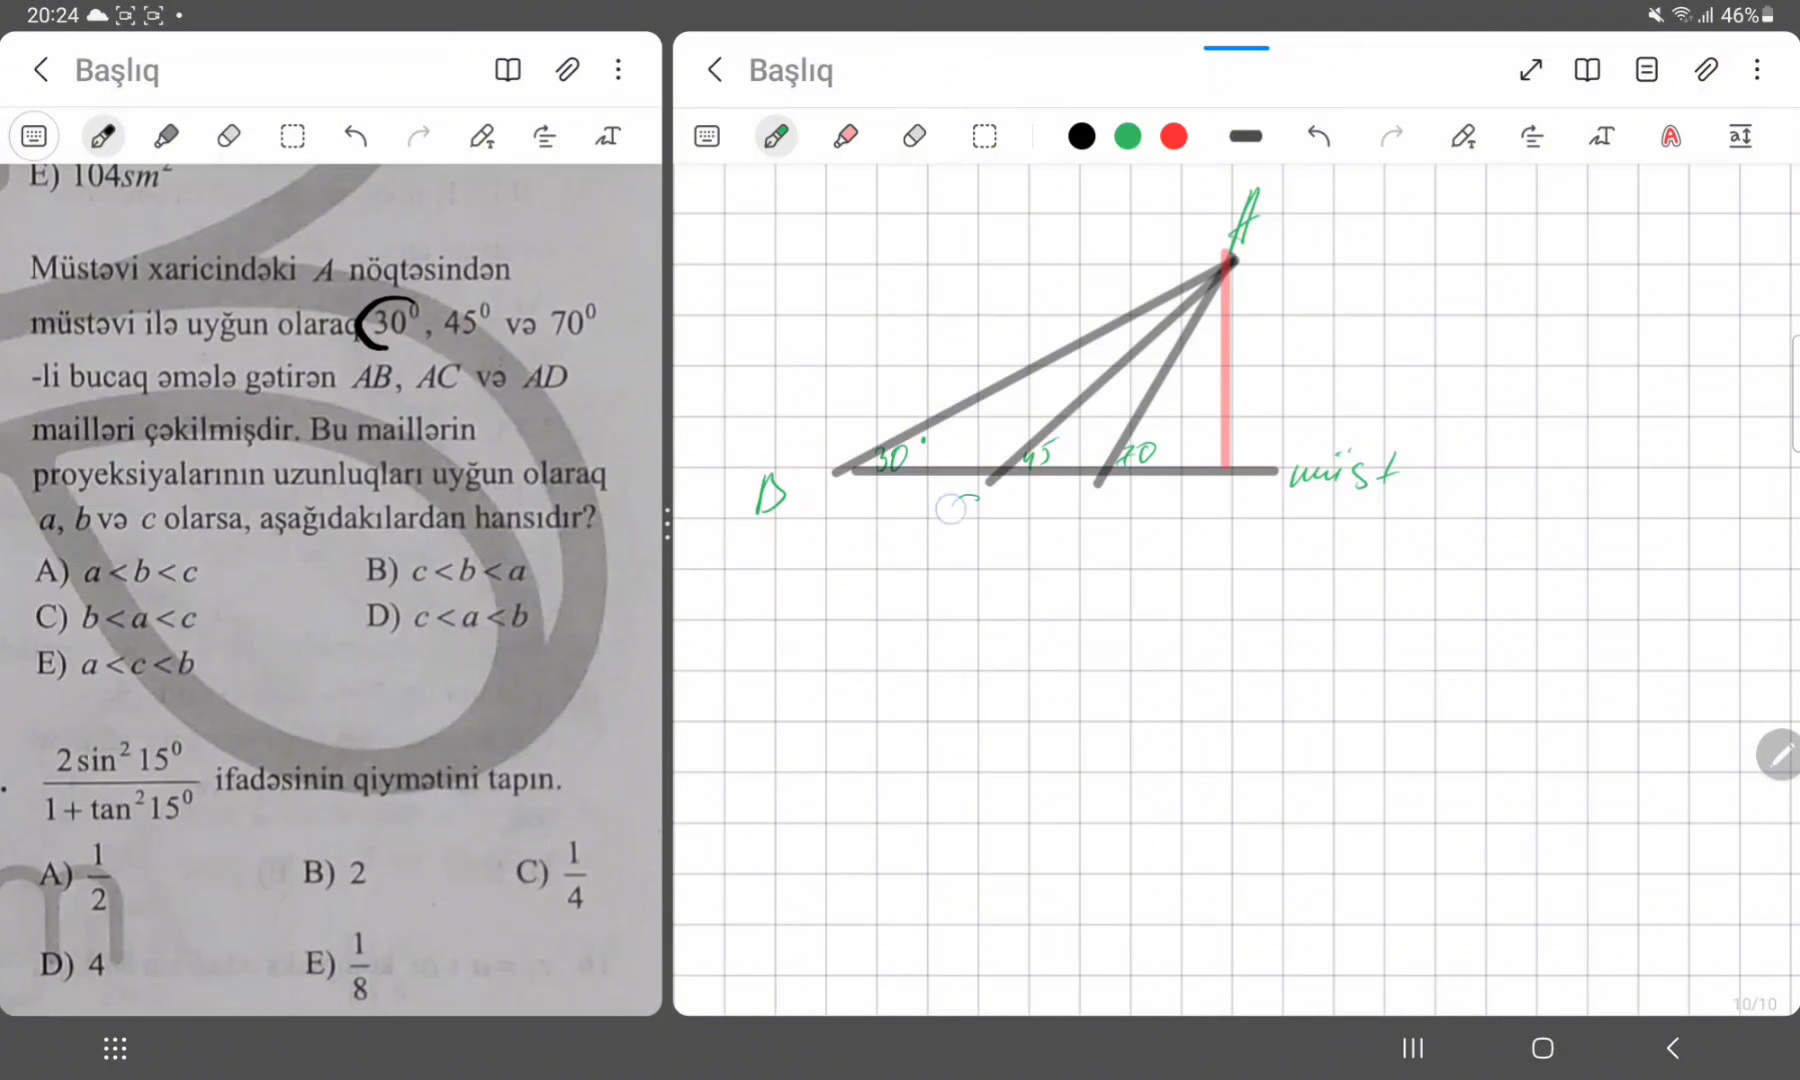 20:24
46%
Başlıq
E) 104sm²
Müstəvi xaricindəki A nöqtəsindən
müstəvi ilə uyğun olaraq 30⁰, 45⁰ və 70⁰
-li bucaq əmələ gətirən AB, AC və AD
mailləri çəkilmişdir. Bu maillərin
proyeksiyalarının uzunluqları uyğun olaraq
a, b və c olarsa, aşağıdakılardan hansıdır?
A) a<b<c B) c<b<a
C) b<a<c D) c<a<b
E) a<c<b
2sin²15⁰
1+tan²15⁰
ifadəsinin qiymətini tapın.
A) 1/2 B) 2 C) 1/4
D) 4 E) 1/8
Başlıq
A
30° 45 70
B müst
10/10